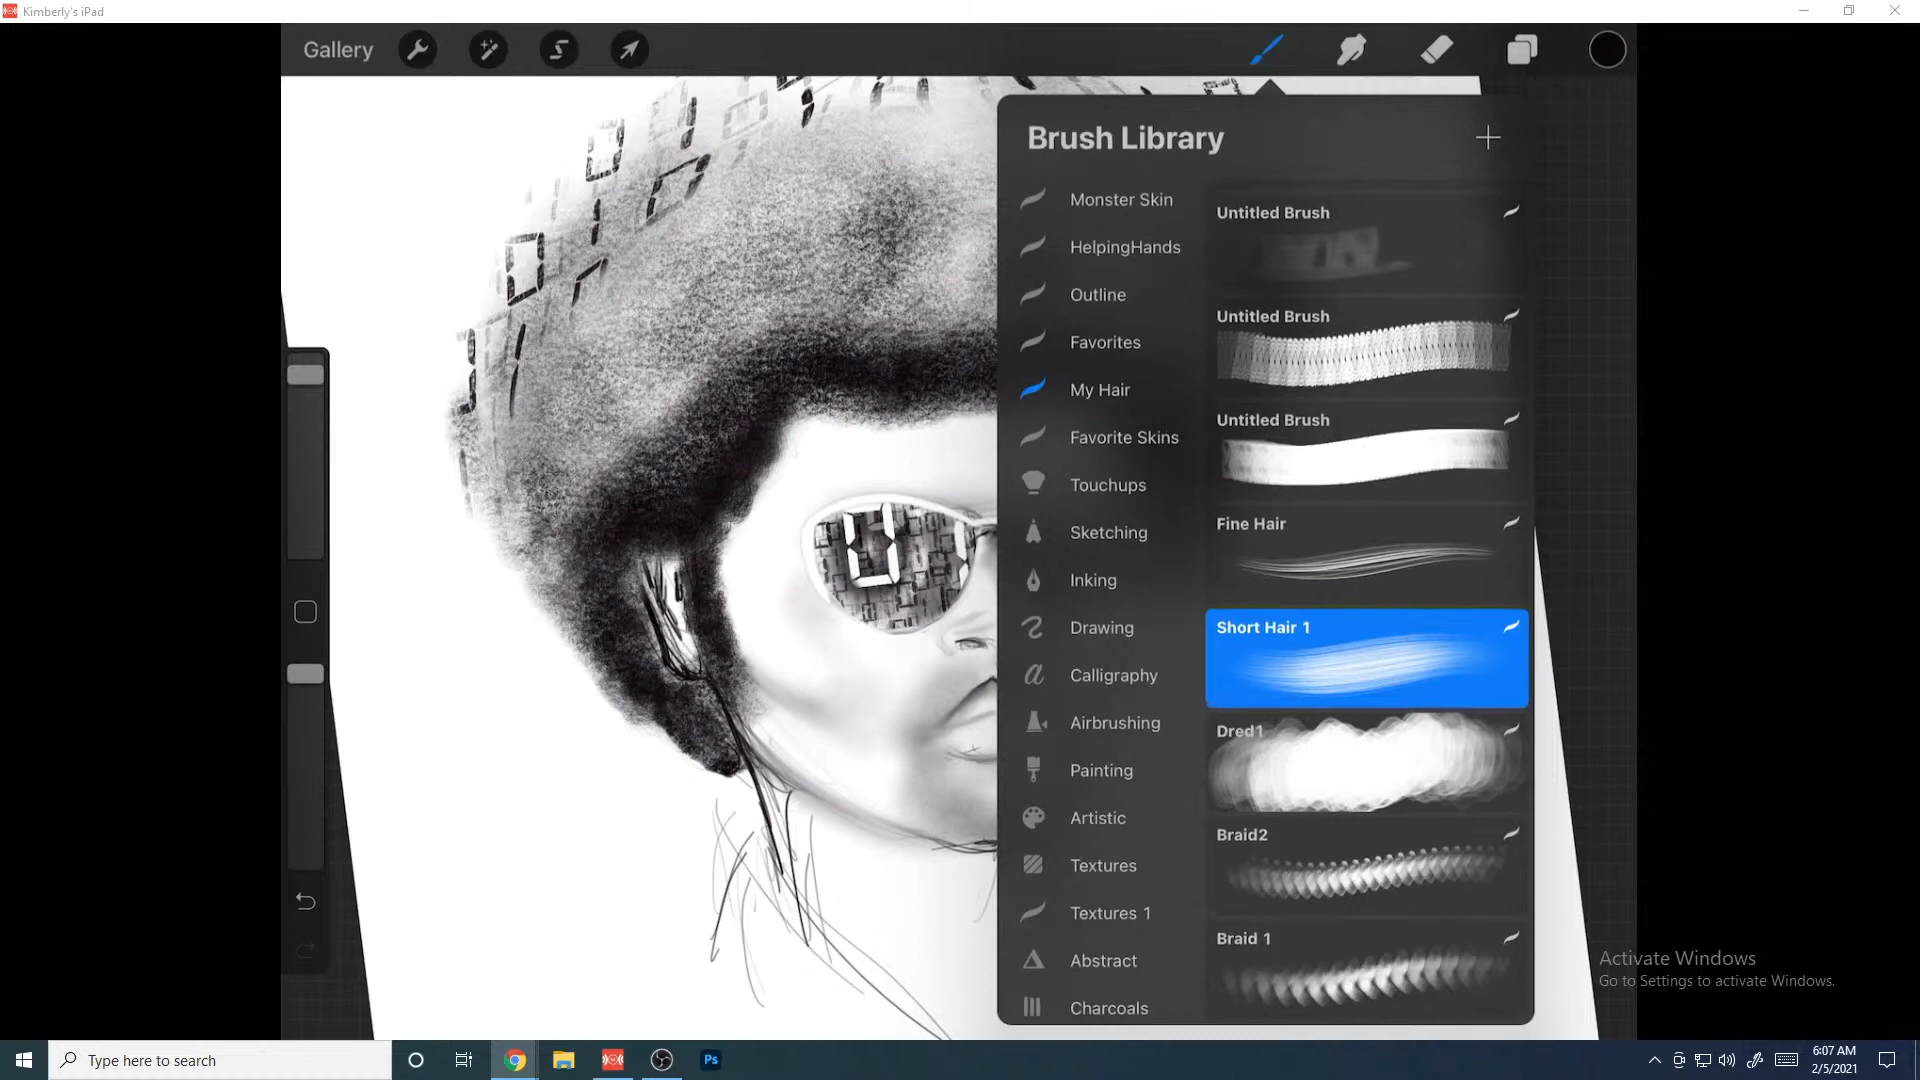 Kimberly's iPad
Gallery
Brush Library
Monster Skin
HelpingHands
Outline
Favorites
My Hair
Favorite Skins
Touchups
Sketching
Inking
Drawing
Calligraphy
Airbrushing
Painting
Artistic
Textures
Textures 1
Abstract
Charcoals
Untitled Brush
Untitled Brush
Untitled Brush
Fine Hair
Short Hair 1
Dred1
Braid2
Braid 1
Activate Windows
Go to Settings to activate Windows.
Type here to search
Ps
6:07 AM
2/5/2021